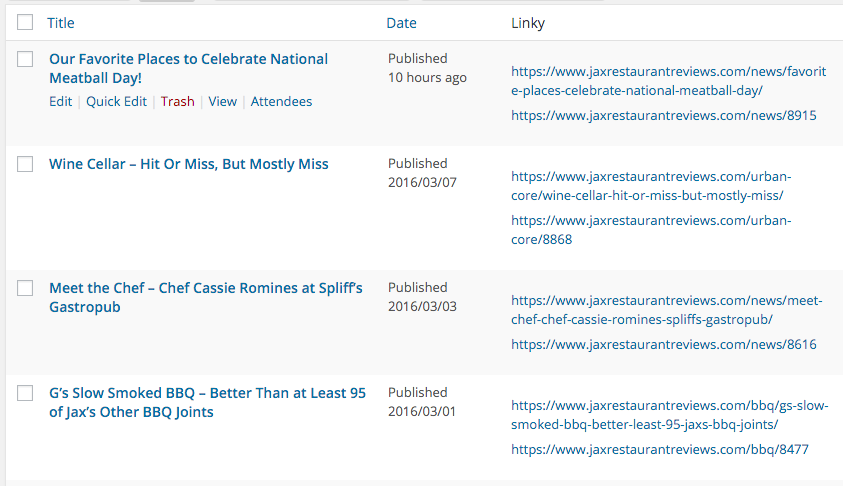 Title Date Linky
Our Favorite Places to Celebrate National
Meatball Day!
Edit | Quick Edit | Trash | View | Attendees
Published
10 hours ago
https://www.jaxrestaurantreviews.com/news/favorit
e-places-celebrate-national-meatball-day/
https://www.jaxrestaurantreviews.com/news/8915
Wine Cellar – Hit Or Miss, But Mostly Miss
Published
2016/03/07
https://www.jaxrestaurantreviews.com/urban-
core/wine-cellar-hit-or-miss-but-mostly-miss/
https://www.jaxrestaurantreviews.com/urban-
core/8868
Meet the Chef – Chef Cassie Romines at Spliff’s
Gastropub
Published
2016/03/03
https://www.jaxrestaurantreviews.com/news/meet-
chef-chef-cassie-romines-spliffs-gastropub/
https://www.jaxrestaurantreviews.com/news/8616
G’s Slow Smoked BBQ – Better Than at Least 95
of Jax’s Other BBQ Joints
Published
2016/03/01
https://www.jaxrestaurantreviews.com/bbq/gs-slow-
smoked-bbq-better-least-95-jaxs-bbq-joints/
https://www.jaxrestaurantreviews.com/bbq/8477